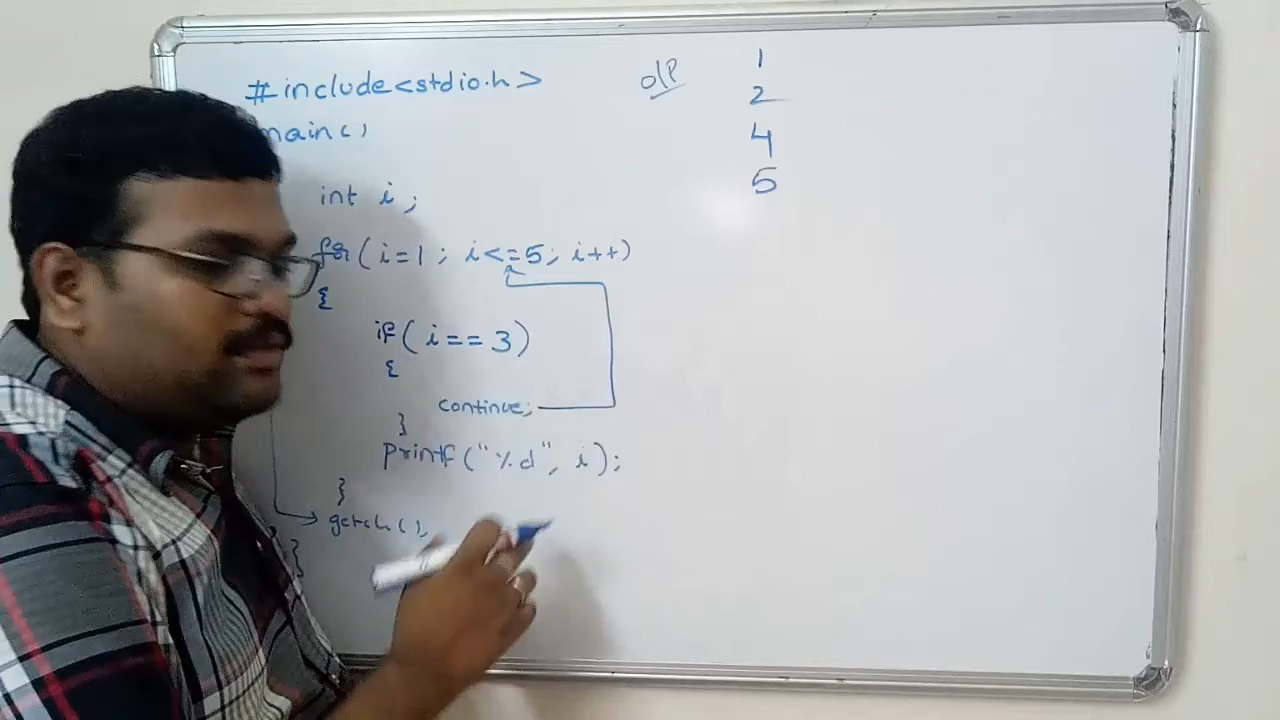 #include<stdio.h>
main()
int i;
for(i=1; i<=5; i++)
{
if(i==3)
{
continue;
}
printf("%d", i);
}
getch();
}
o/p
1
2
4
5